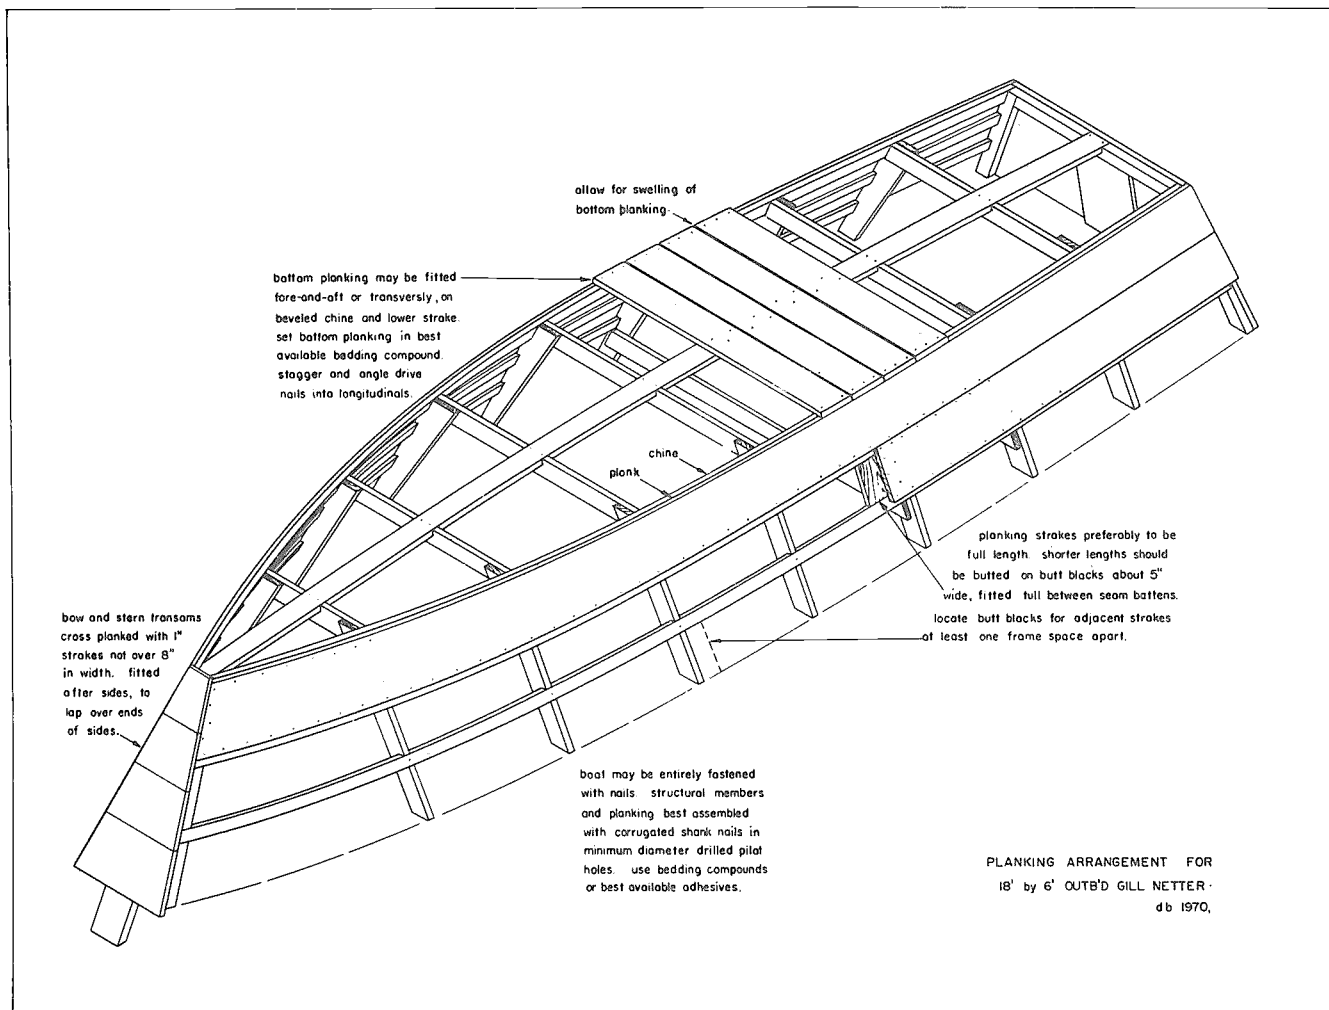 allow for swelling of
bottom planking.
bottom planking may be fitted
fore-and-aft or transversly, on
beveled chine and lower strake.
set bottom planking in best
available bedding compound.
stagger and angle drive
nails into longitudinals.
chine
plank
planking strakes preferably to be
full length. shorter lengths should
be butted on butt blocks about 5"
wide, fitted full between seam battens.
locate butt blocks for adjacent strakes
at least one frame space apart.
bow and stern transoms
cross planked with 1"
strakes not over 8"
in width. fitted
after sides, to
lap over ends
of sides.
boat may be entirely fastened
with nails. structural members
and planking best assembled
with corrugated shank nails in
minimum diameter drilled pilot
holes. use bedding compounds
or best available adhesives.
PLANKING ARRANGEMENT FOR
18' by 6' OUTB'D GILL NETTER.
db 1970,